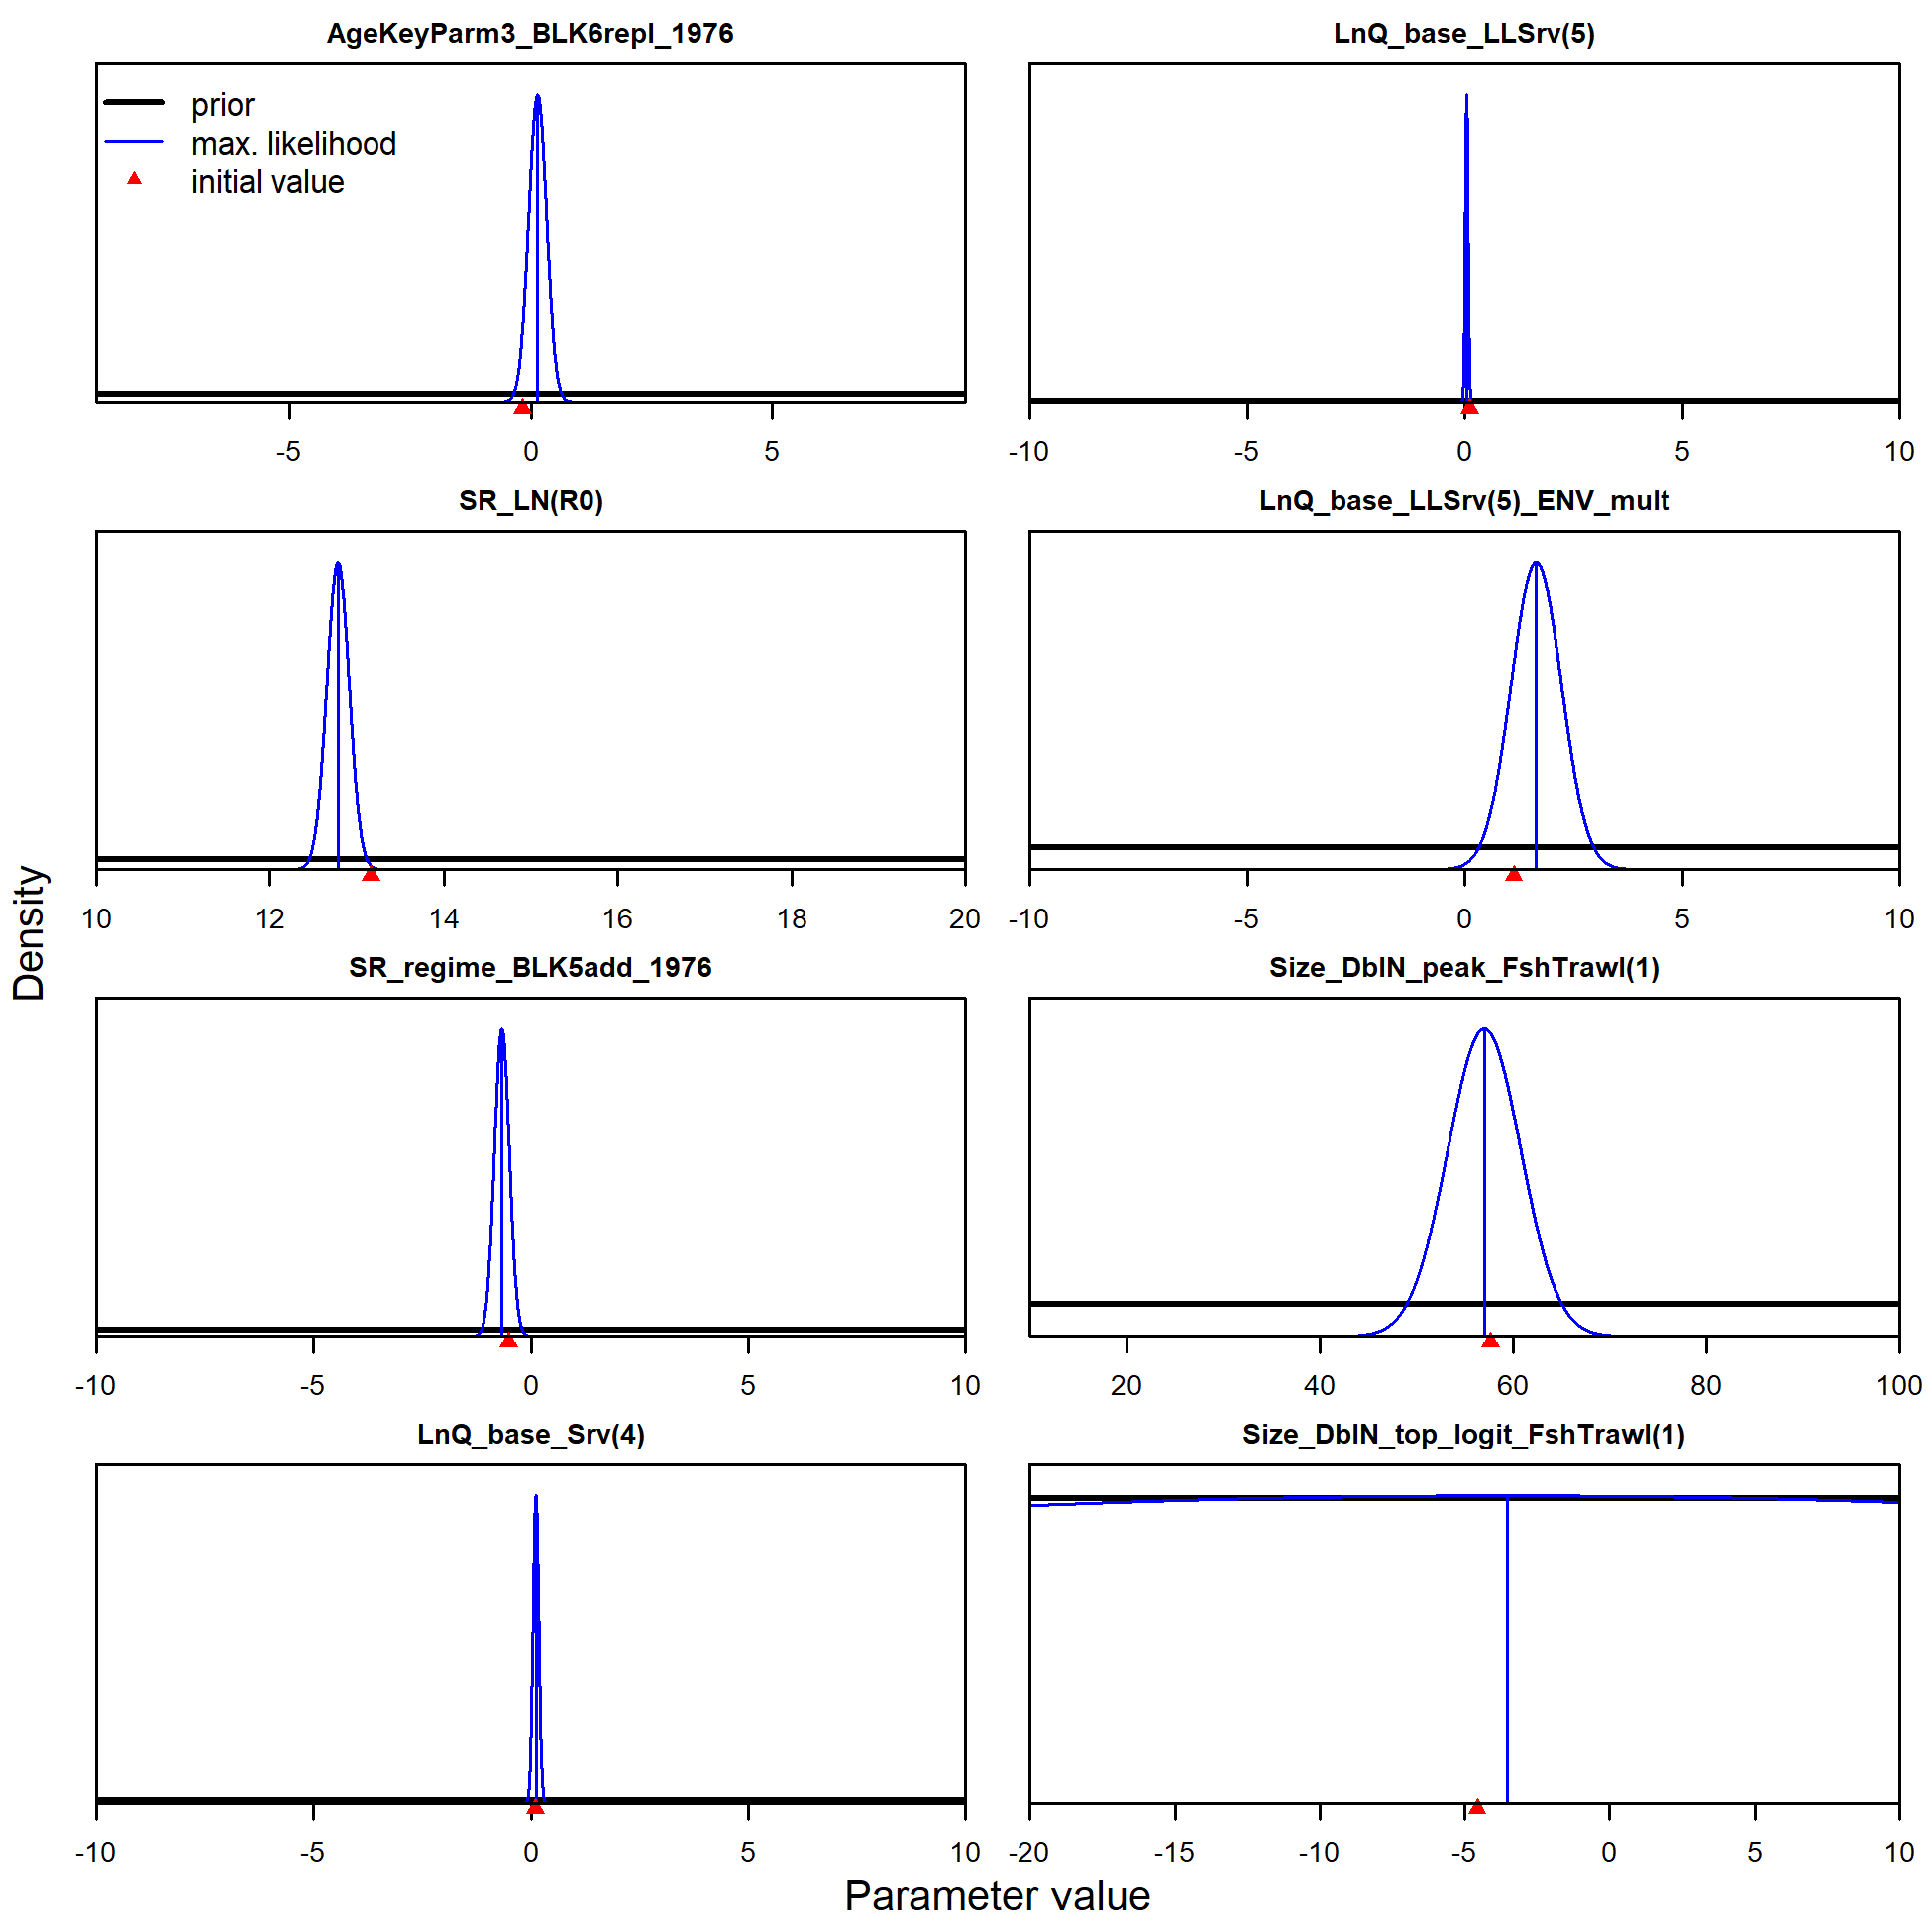 AgeKeyParm3_BLK6repl_1976
prior
max. likelihood
initial value
-5 0 5
LnQ_base_LLSrv(5)
-10 -5 0 5 10
SR_LN(R0)
10 12 14 16 18 20
LnQ_base_LLSrv(5)_ENV_mult
-10 -5 0 5 10
SR_regime_BLK5add_1976
-10 -5 0 5 10
Size_DblN_peak_FshTrawl(1)
20 40 60 80 100
LnQ_base_Srv(4)
-10 -5 0 5 10
Size_DblN_top_logit_FshTrawl(1)
-20 -15 -10 -5 0 5 10
Density
Parameter value